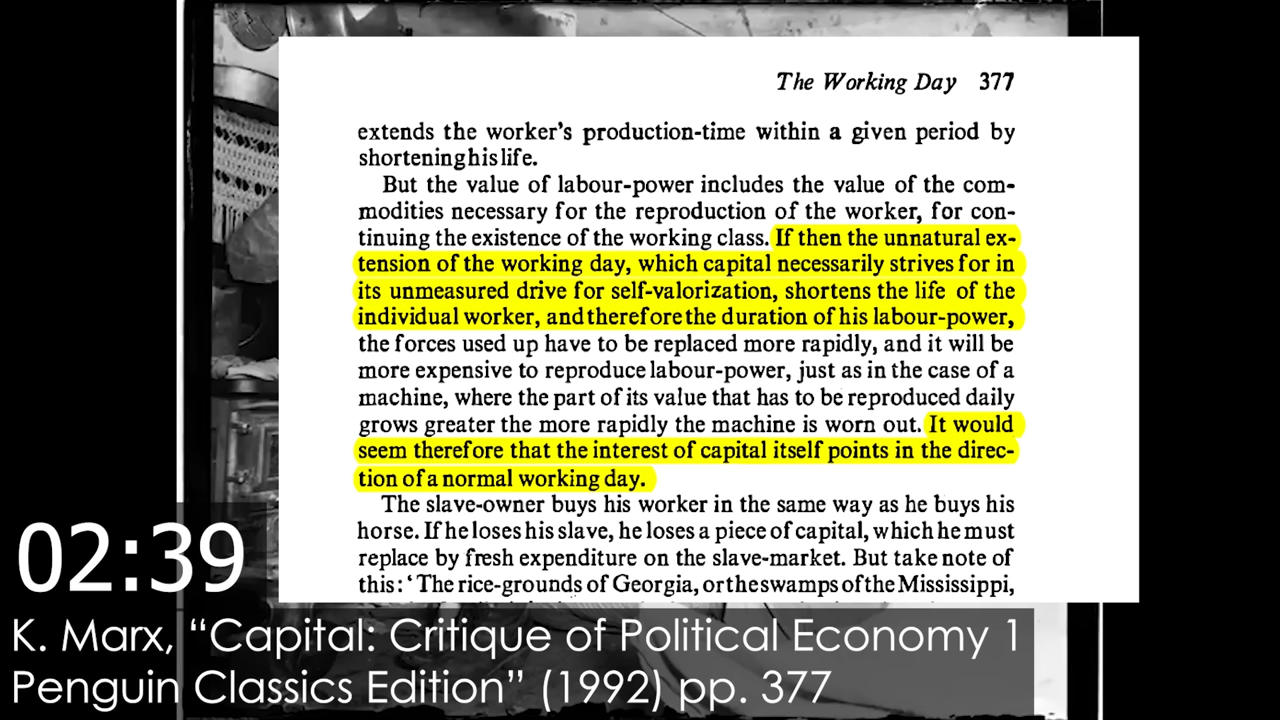 The Working Day 377
extends the worker's production-time within a given period by
shortening his life.
But the value of labour-power includes the value of the com-
modities necessary for the reproduction of the worker, for con-
tinuing the existence of the working class. If then the unnatural ex-
tension of the working day, which capital necessarily strives for in
its unmeasured drive for self-valorization, shortens the life of the
individual worker, and therefore the duration of his labour-power,
the forces used up have to be replaced more rapidly, and it will be
more expensive to reproduce labour-power, just as in the case of a
machine, where the part of its value that has to be reproduced daily
grows greater the more rapidly the machine is worn out. It would
seem therefore that the interest of capital itself points in the direc-
tion of a normal working day.
The slave-owner buys his worker in the same way as he buys his
horse. If he loses his slave, he loses a piece of capital, which he must
replace by fresh expenditure on the slave-market. But take note of
this: 'The rice-grounds of Georgia, or the swamps of the Mississippi,
02:39
K. Marx, “Capital: Critique of Political Economy 1
Penguin Classics Edition” (1992) pp. 377